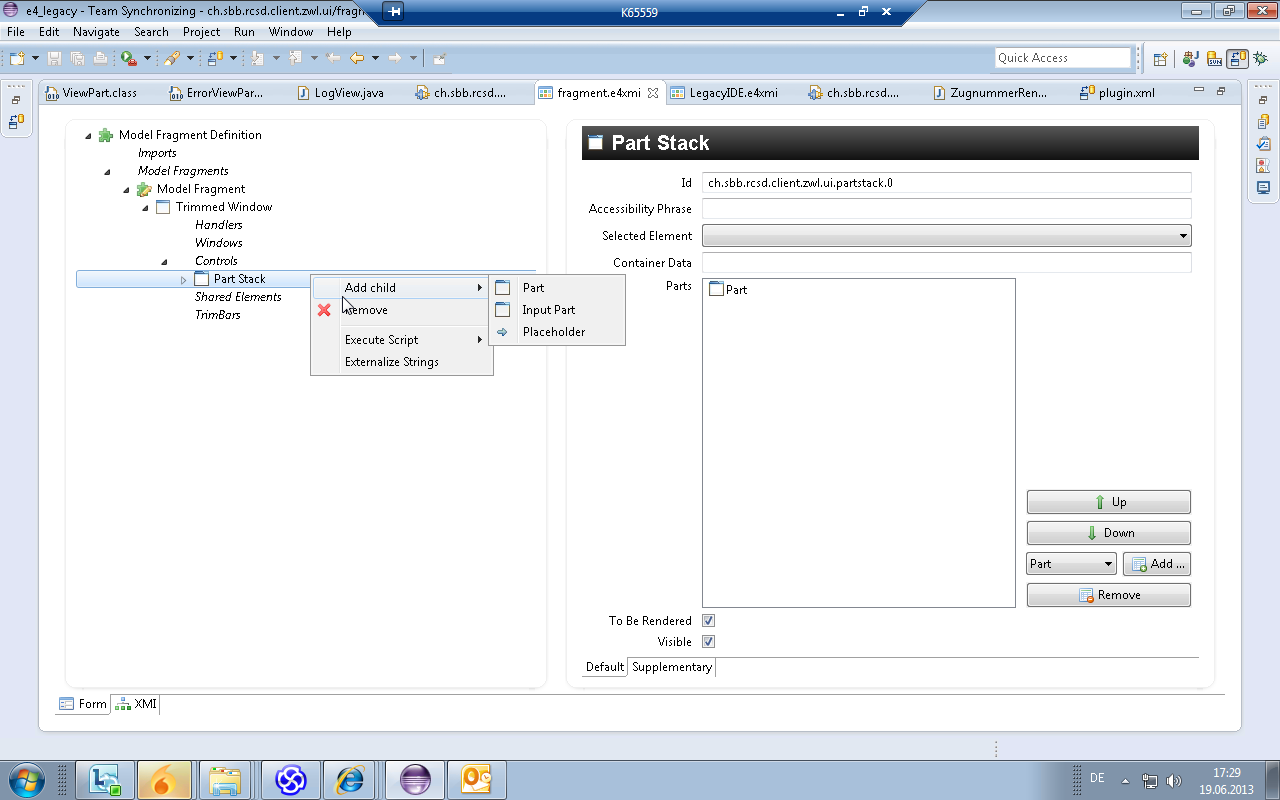 e4_legacy - Team Synchronizing - ch.sbb.rcsd.client.zwl.ui/fragn
K65559
File Edit Navigate Search Project Run Window Help
Quick Access
ViewPart.class ErrorViewPar... LogView.java ch.sbb.rcsd.... fragment.e4xmi LegacyIDE.e4xmi ch.sbb.rcsd.... ZugnummerRen... plugin.xml
Model Fragment Definition
Imports
Model Fragments
Model Fragment
Trimmed Window
Handlers
Windows
Controls
Part Stack
Shared Elements
TrimBars
Add child
Remove
Execute Script
Externalize Strings
Part
Input Part
Placeholder
Part Stack
Id ch.sbb.rcsd.client.zwl.ui.partstack.0
Accessibility Phrase
Selected Element
Container Data
Parts Part
Up
Down
Part Add ...
Remove
To Be Rendered
Visible
Default Supplementary
Form XMI
DE 17:29
19.06.2013